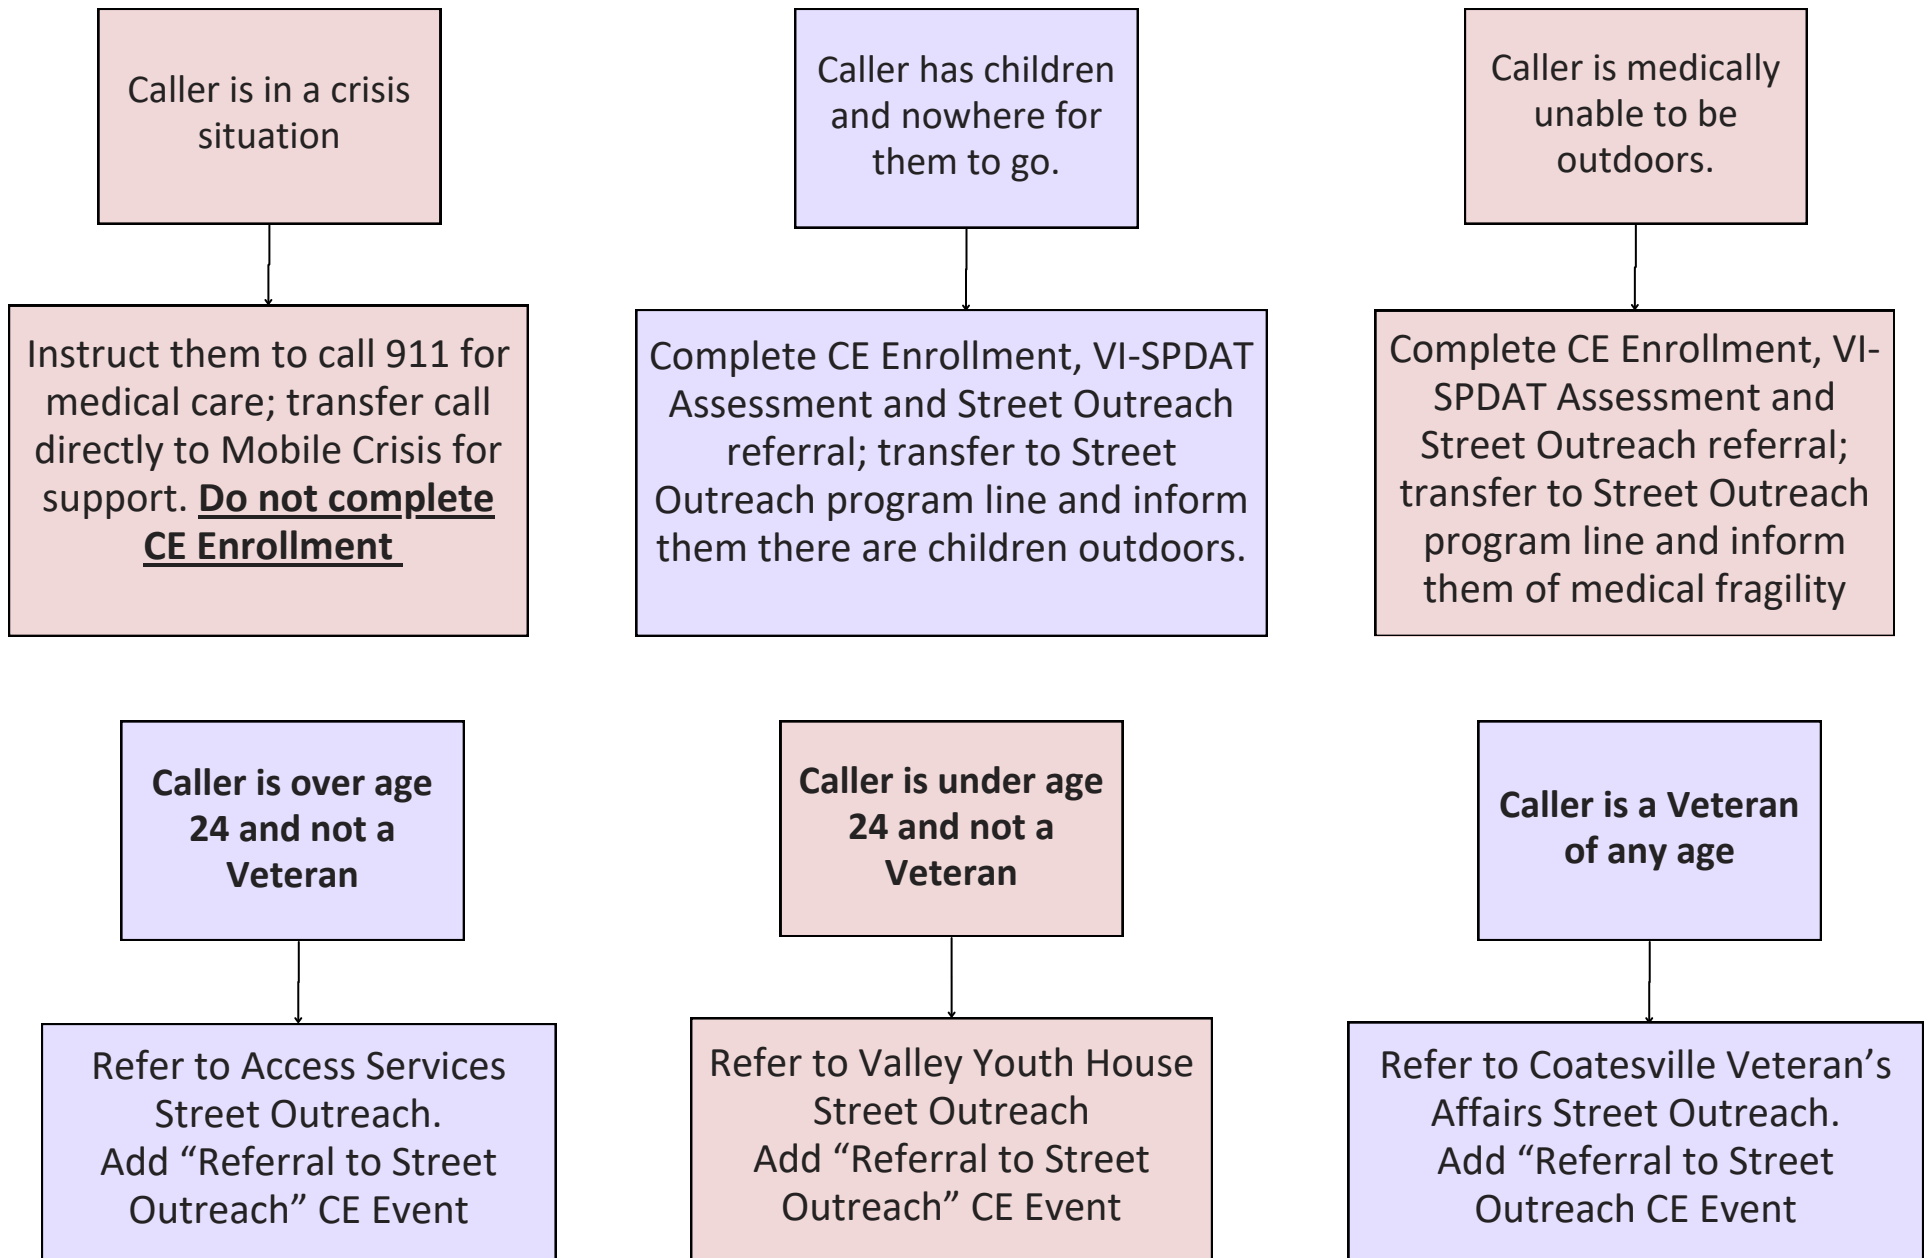 Caller is in a crisis
situation
Caller has children
and nowhere for
them to go.
Caller is medically
unable to be
outdoors.
Instruct them to call 911 for
medical care; transfer call
directly to Mobile Crisis for
support. Do not complete
CE Enrollment
Complete CE Enrollment, VI-SPDAT
Assessment and Street Outreach
referral; transfer to Street
Outreach program line and inform
them there are children outdoors.
Complete CE Enrollment, VI-
SPDAT Assessment and
Street Outreach referral;
transfer to Street Outreach
program line and inform
them of medical fragility
Caller is over age
24 and not a
Veteran
Caller is under age
24 and not a
Veteran
Caller is a Veteran
of any age
Refer to Access Services
Street Outreach.
Add “Referral to Street
Outreach” CE Event
Refer to Valley Youth House
Street Outreach
Add “Referral to Street
Outreach” CE Event
Refer to Coatesville Veteran’s
Affairs Street Outreach.
Add “Referral to Street
Outreach CE Event